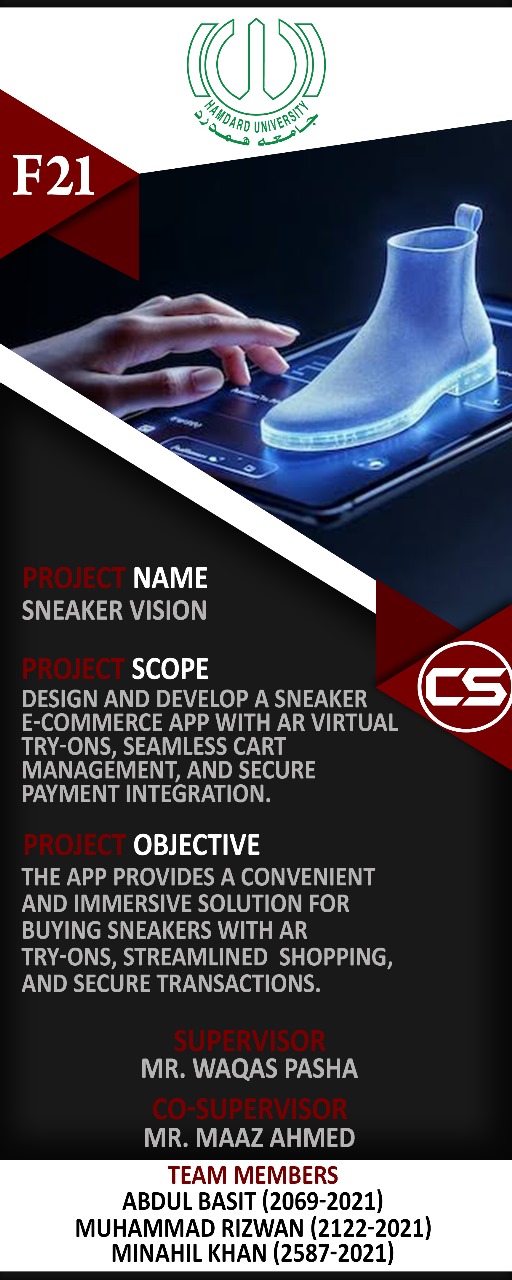 HAMDARD UNIVERSITY
جامعه همدرد
F21
PROJECT NAME
SNEAKER VISION
CS
PROJECT SCOPE
DESIGN AND DEVELOP A SNEAKER
E-COMMERCE APP WITH AR VIRTUAL
TRY-ONS, SEAMLESS CART
MANAGEMENT, AND SECURE
PAYMENT INTEGRATION.
PROJECT OBJECTIVE
THE APP PROVIDES A CONVENIENT
AND IMMERSIVE SOLUTION FOR
BUYING SNEAKERS WITH AR
TRY-ONS, STREAMLINED SHOPPING,
AND SECURE TRANSACTIONS.
SUPERVISOR
MR. WAQAS PASHA
CO-SUPERVISOR
MR. MAAZ AHMED
TEAM MEMBERS
ABDUL BASIT (2069-2021)
MUHAMMAD RIZWAN (2122-2021)
MINAHIL KHAN (2587-2021)